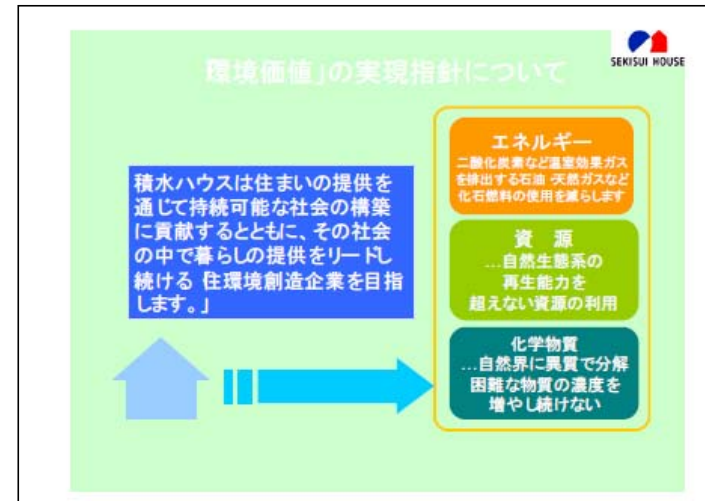 SEKISUI HOUSE
環境価値」の実現指針について
積水ハウスは住まいの提供を
通じて持続可能な社会の構築
に貢献するとともに、その社会
の中で暮らしの提供をリードし
続ける 住環境創造企業を目指
します。」
エネルギー
二酸化炭素など温室効果ガス
を排出する石油 天然ガスなど
化石燃料の使用を減らします
資 源
…自然生態系の
再生能力を
超えない資源の利用
化学物質
…自然界に異質で分解
困難な物質の濃度を
増やし続けない